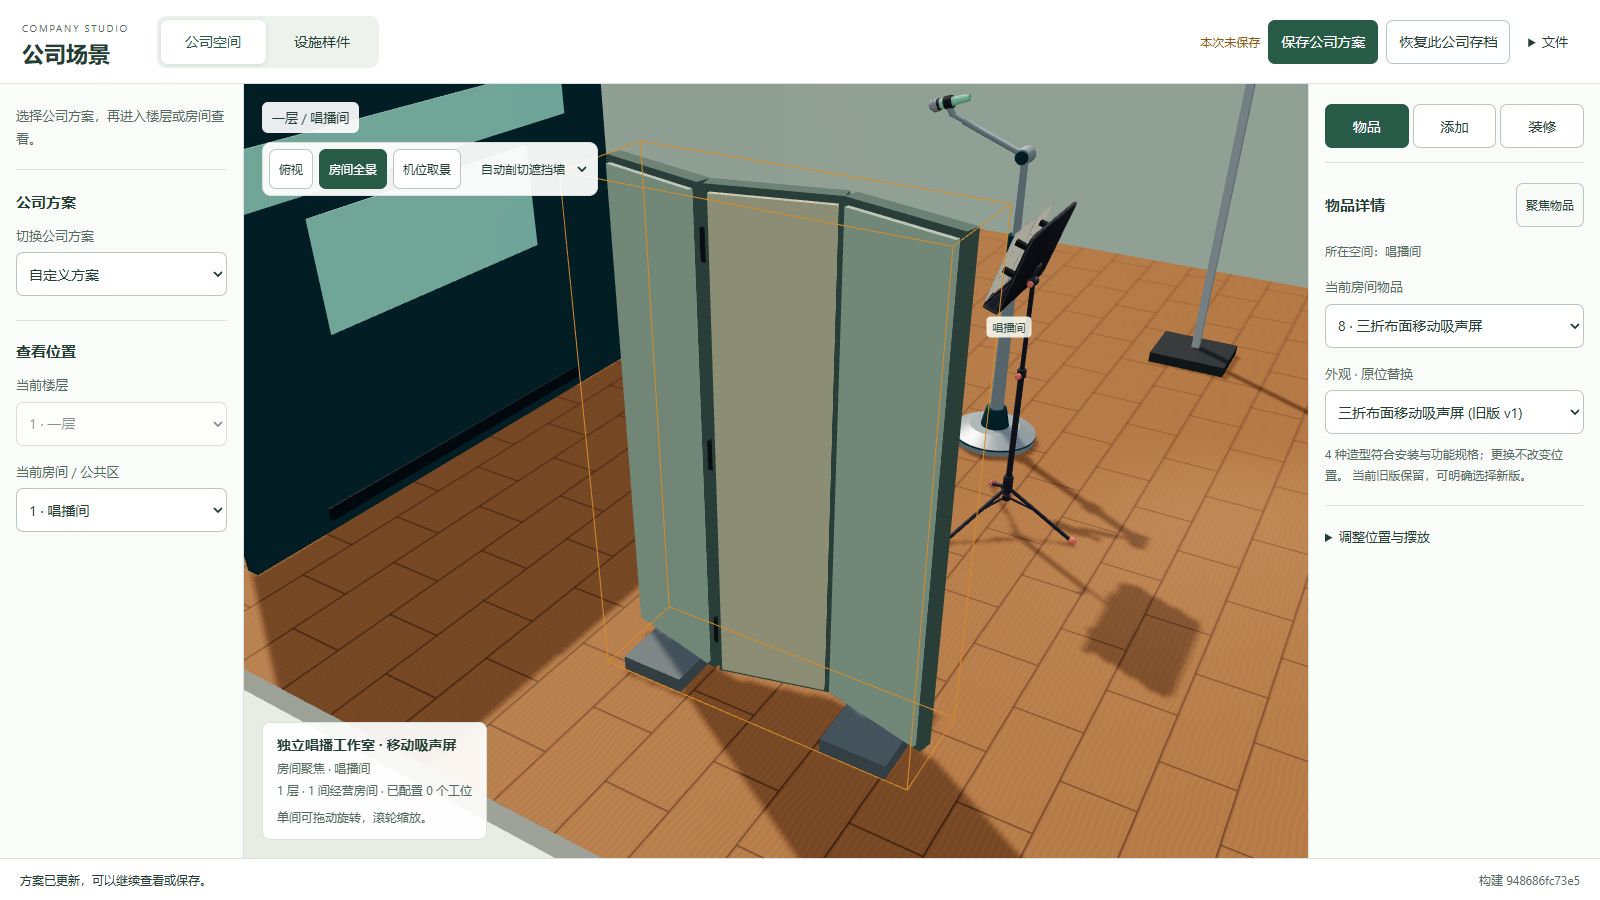 COMPANY STUDIO
公司场景
公司空间
设施样件
本次未保存
保存公司方案
恢复此公司存档
文件
选择公司方案，再进入楼层或房间查看。
公司方案
切换公司方案
自定义方案
查看位置
当前楼层
1 · 一层
当前房间 / 公共区
1 · 唱播间
一层 / 唱播间
俯视
房间全景
机位取景
自动剖切遮挡墙
唱播间
独立唱播工作室 · 移动吸声屏
房间聚焦 · 唱播间
1 层 · 1 间经营房间 · 已配置 0 个工位
单间可拖动旋转，滚轮缩放。
物品
添加
装修
物品详情
聚焦物品
所在空间：唱播间
当前房间物品
8 · 三折布面移动吸声屏
外观 · 原位替换
三折布面移动吸声屏 (旧版 v1)
4 种造型符合安装与功能规格；更换不改变位置。 当前旧版保留，可明确选择新版。
调整位置与摆放
方案已更新，可以继续查看或保存。
构建 948686fc73e5